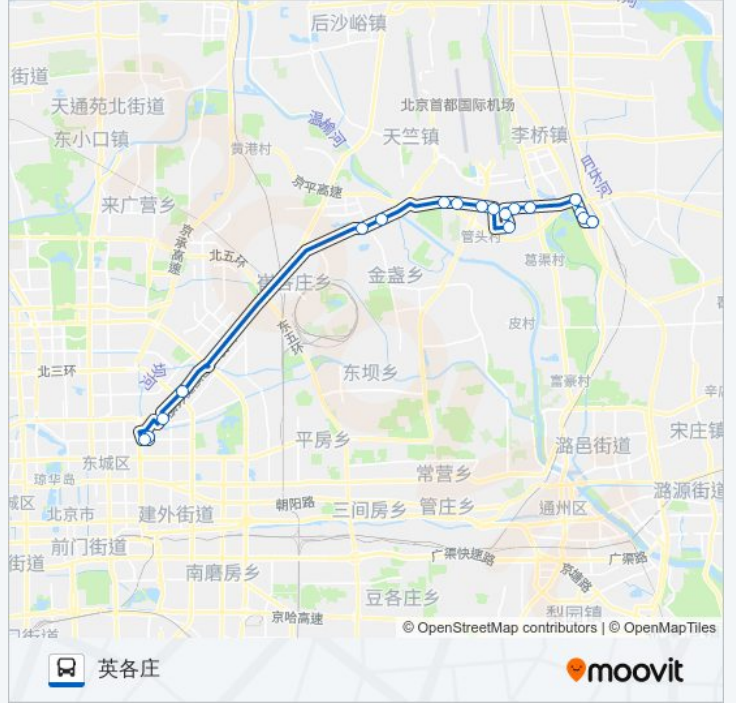 后沙峪镇
街道
天通苑北街道
北京首都国际机场
温榆河
东小口镇
天竺镇
李桥镇
黄港村
京平高速
来广营乡
京承高速
管头村
北五环
葛渠村
崔各庄乡
金盏乡
东五环
皮村
北三环
坝河
东坝乡
富豪村
辛店
宋庄镇
平房乡
潞邑街道
东城区
常营乡
琼华岛
潞源街道
城区
朝阳路
三间房乡
管庄乡
通州区
北京市
建外街道
前门街道
广渠快速路
广渠路
街道
南磨房乡
京塘路
豆各庄乡
京哈高速
梨园镇
© OpenStreetMap contributors | © OpenMapTiles
英各庄
moovit